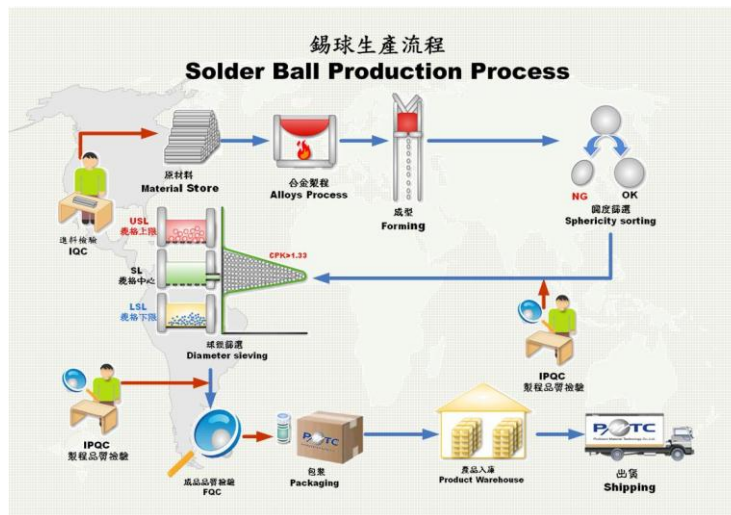 錫球生產流程
Solder Ball Production Process
進料檢驗
IQC
原材料
Material Store
合金製程
Alloys Process
成型
Forming
NG
OK
圓度篩選
Sphericity sorting
USL
規格上限
SL
規格中心
LSL
規格下限
CPK>1.33
球徑篩選
Diameter sieving
IPQC
製程品質檢驗
IPQC
製程品質檢驗
成品品質檢驗
FQC
P TC
包裝
Packaging
產品入庫
Product Warehouse
P TC
出貨
Shipping